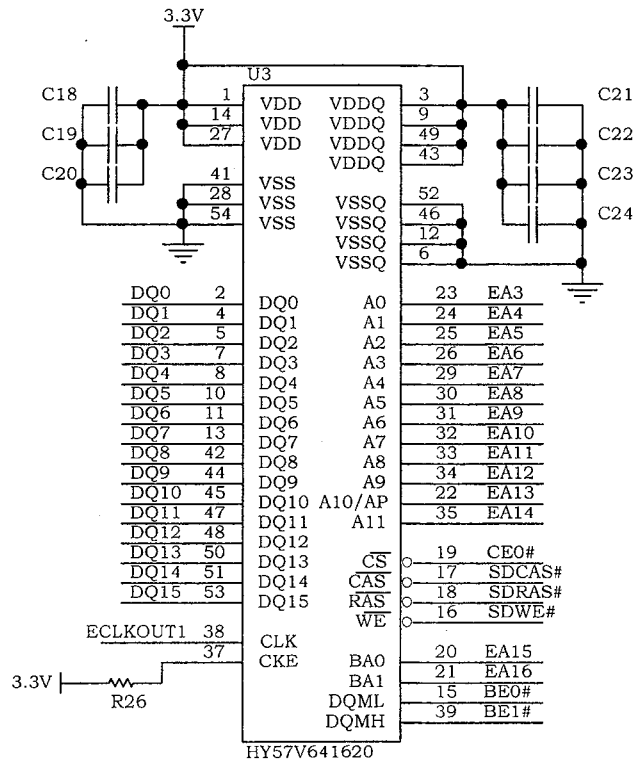 3.3V
U3
C18 1 VDD VDDQ 3 C21
14 VDD VDDQ 9
C19 27 VDD VDDQ 49 C22
VDDQ 43
C20 41 VSS C23
28 VSS VSSQ 52
54 VSS VSSQ 46 C24
VSSQ 12
VSSQ 6
DQ0 2 DQ0 A0 23 EA3
DQ1 4 DQ1 A1 24 EA4
DQ2 5 DQ2 A2 25 EA5
DQ3 7 DQ3 A3 26 EA6
DQ4 8 DQ4 A4 29 EA7
DQ5 10 DQ5 A5 30 EA8
DQ6 11 DQ6 A6 31 EA9
DQ7 13 DQ7 A7 32 EA10
DQ8 42 DQ8 A8 33 EA11
DQ9 44 DQ9 A9 34 EA12
DQ10 45 DQ10 A10/AP 22 EA13
DQ11 47 DQ11 A11 35 EA14
DQ12 48 DQ12
DQ13 50 DQ13 CS 19 CE0#
DQ14 51 DQ14 CAS 17 SDCAS#
DQ15 53 DQ15 RAS 18 SDRAS#
WE 16 SDWE#
ECLKOUT1 38 CLK
37 CKE BA0 20 EA15
3.3V R26 BA1 21 EA16
DQML 15 BE0#
DQMH 39 BE1#
HY57V641620